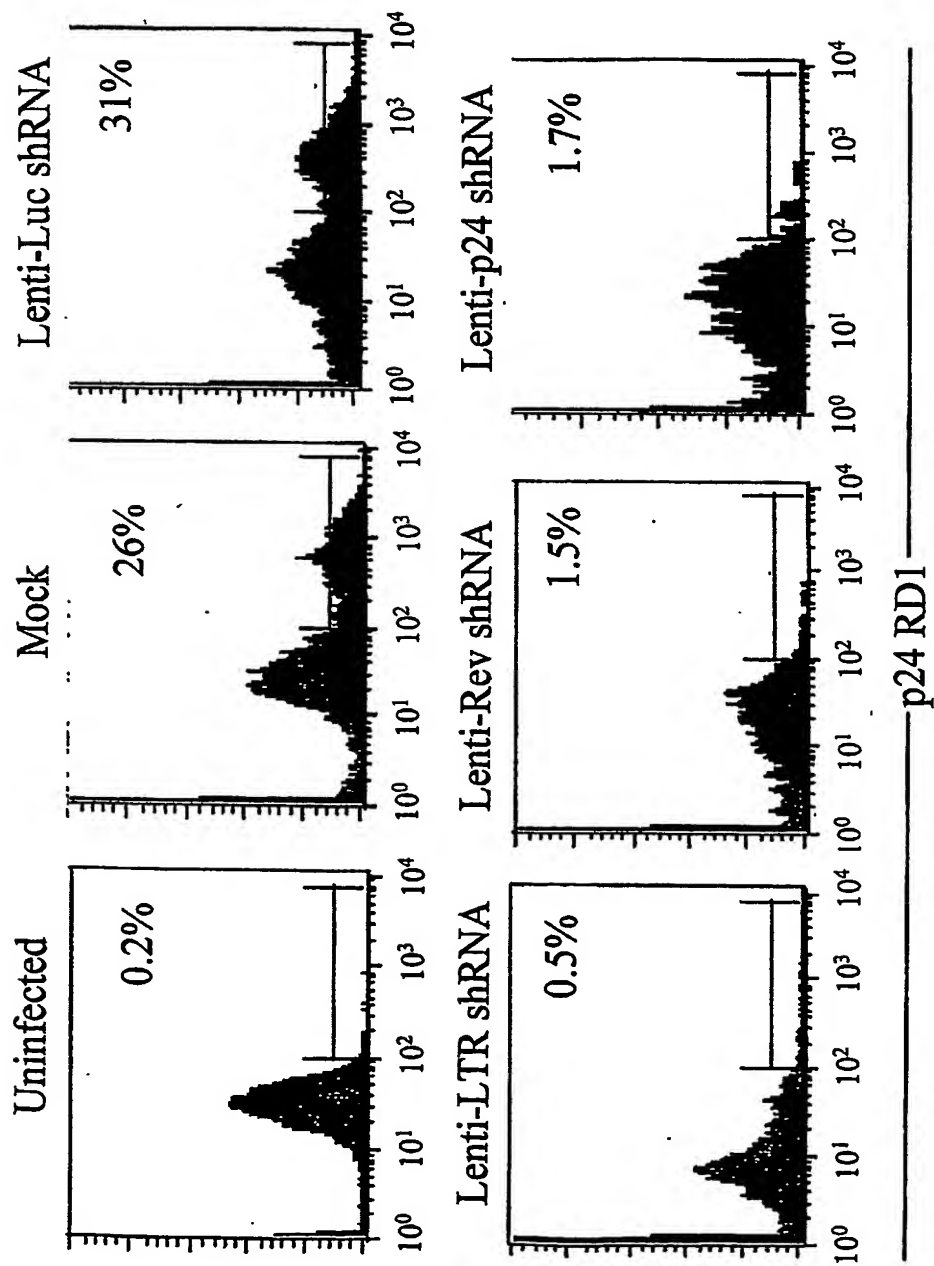 Uninfected
0.2%
10⁰ 10¹ 10² 10³ 10⁴
Mock
26%
10⁰ 10¹ 10² 10³ 10⁴
Lenti-Luc shRNA
31%
10⁰ 10¹ 10² 10³ 10⁴
Lenti-LTR shRNA
0.5%
10⁰ 10¹ 10² 10³ 10⁴
Lenti-Rev shRNA
1.5%
10⁰ 10¹ 10² 10³ 10⁴
Lenti-p24 shRNA
1.7%
10⁰ 10¹ 10² 10³ 10⁴
p24 RD1